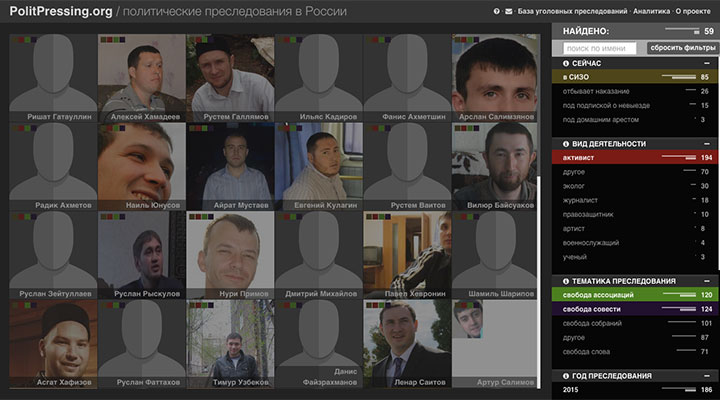 PolitPressing.org / политические преследования в России
База уголовных преследований · Аналитика · О проекте
Ришат Гатауллин
Алексей Хамадеев
Рустем Галлямов
Ильяс Кадиров
Фанис Ахметшин
Арслан Салимзянов
Радик Ахметов
Наиль Юнусов
Айрат Мустаев
Евгений Кулагин
Рустем Ваитов
Вилюр Байсуаков
Руслан Зейтуллаев
Руслан Рыскулов
Нури Примов
Дмитрий Михайлов
Павел Хевронин
Шамиль Шарипов
Асгат Хафизов
Руслан Фаттахов
Тимур Узбеков
Данис
Файзрахманов
Ленар Саитов
Артур Салимов
НАЙДЕНО: 59
поиск по имени сбросить фильтры
СЕЙЧАС
в СИЗО 85
отбывает наказание 26
под подпиской о невыезде 15
под домашним арестом 3
ВИД ДЕЯТЕЛЬНОСТИ
активист 194
другое 70
эколог 30
журналист 18
правозащитник 10
артист 8
военнослужащий 4
ученый 3
ТЕМАТИКА ПРЕСЛЕДОВАНИЯ
свобода ассоциаций 120
свобода совести 124
свобода собраний 101
другое 87
свобода слова 71
ГОД ПРЕСЛЕДОВАНИЯ
2015 186